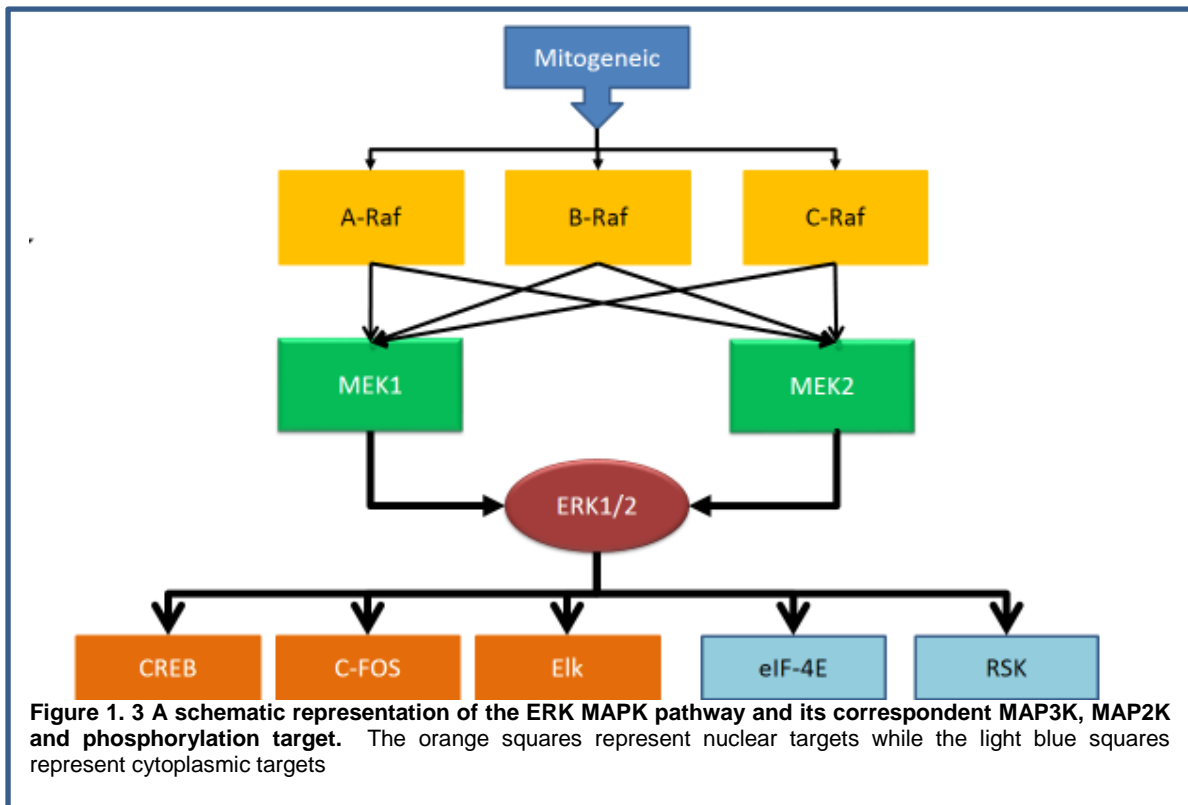 Mitogeneic
A-Raf B-Raf C-Raf
MEK1 MEK2
ERK1/2
CREB C-FOS Elk eIF-4E RSK
Figure 1. 3 A schematic representation of the ERK MAPK pathway and its correspondent MAP3K, MAP2K
and phosphorylation target. The orange squares represent nuclear targets while the light blue squares
represent cytoplasmic targets